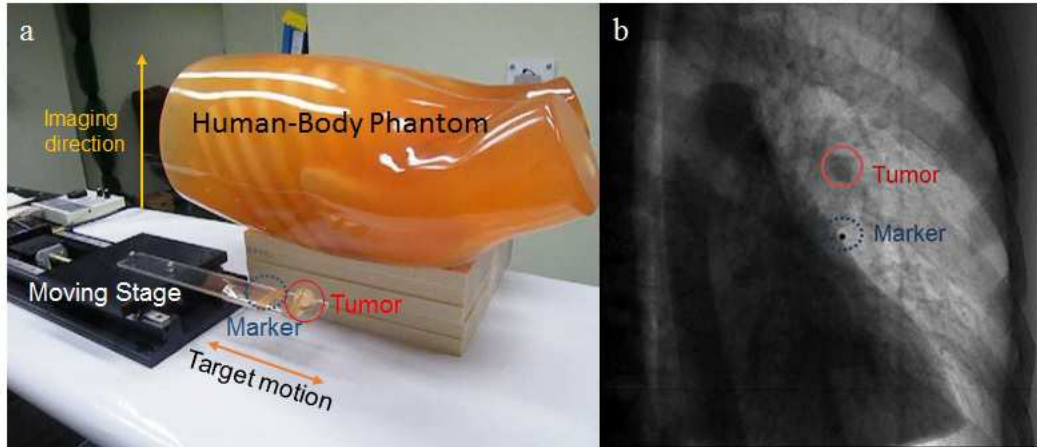 a
Imaging
direction
Human-Body Phantom
Moving Stage
Marker
Tumor
Target motion
b
Tumor
Marker